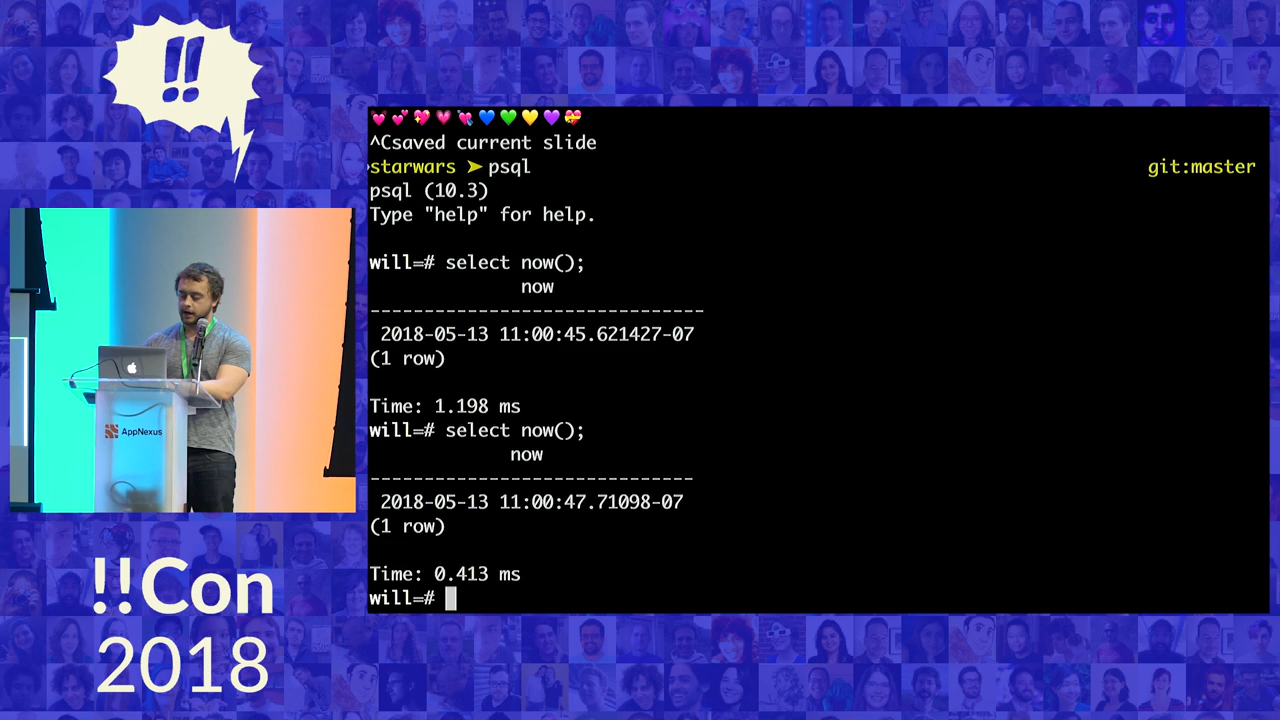 !!
^Csaved current slide
starwars ➤ psql git:master
psql (10.3)
Type "help" for help.
will=# select now();
now
-------------------------------
2018-05-13 11:00:45.621427-07
(1 row)
Time: 1.198 ms
will=# select now();
now
------------------------------
2018-05-13 11:00:47.71098-07
(1 row)
Time: 0.413 ms
will=#
AppNexus
!!Con
2018